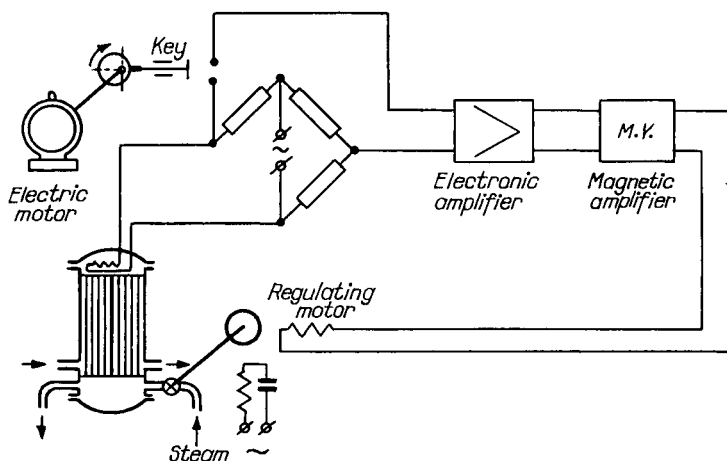 Key
Electric
motor
Electronic
amplifier
M.Y.
Magnetic
amplifier
Regulating
motor
Steam
~
~